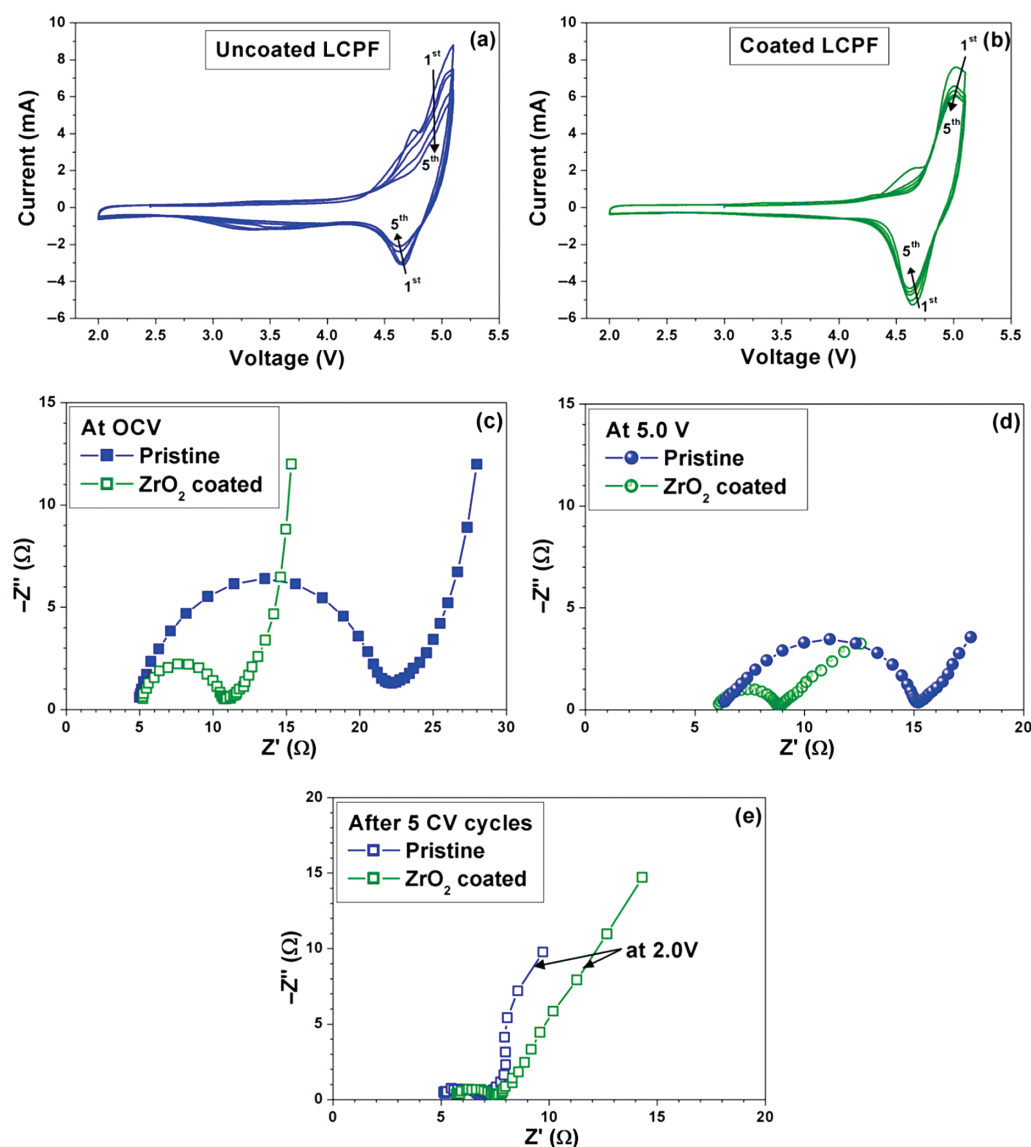 Uncoated LCPF
(a)
1st
5th
5th
1st
10
8
6
4
2
0
−2
−4
−6
Current (mA)
2.0 2.5 3.0 3.5 4.0 4.5 5.0 5.5
Voltage (V)
Coated LCPF
(b)
1st
5th
5th
1st
10
8
6
4
2
0
−2
−4
−6
Current (mA)
2.0 2.5 3.0 3.5 4.0 4.5 5.0 5.5
Voltage (V)
At OCV
Pristine
ZrO2 coated
(c)
15
10
5
0
−Z" (Ω)
0 5 10 15 20 25 30
Z' (Ω)
At 5.0 V
Pristine
ZrO2 coated
(d)
15
10
5
0
−Z" (Ω)
0 5 10 15 20
Z' (Ω)
After 5 CV cycles
Pristine
ZrO2 coated
(e)
at 2.0V
20
15
10
5
0
−Z" (Ω)
0 5 10 15 20
Z' (Ω)